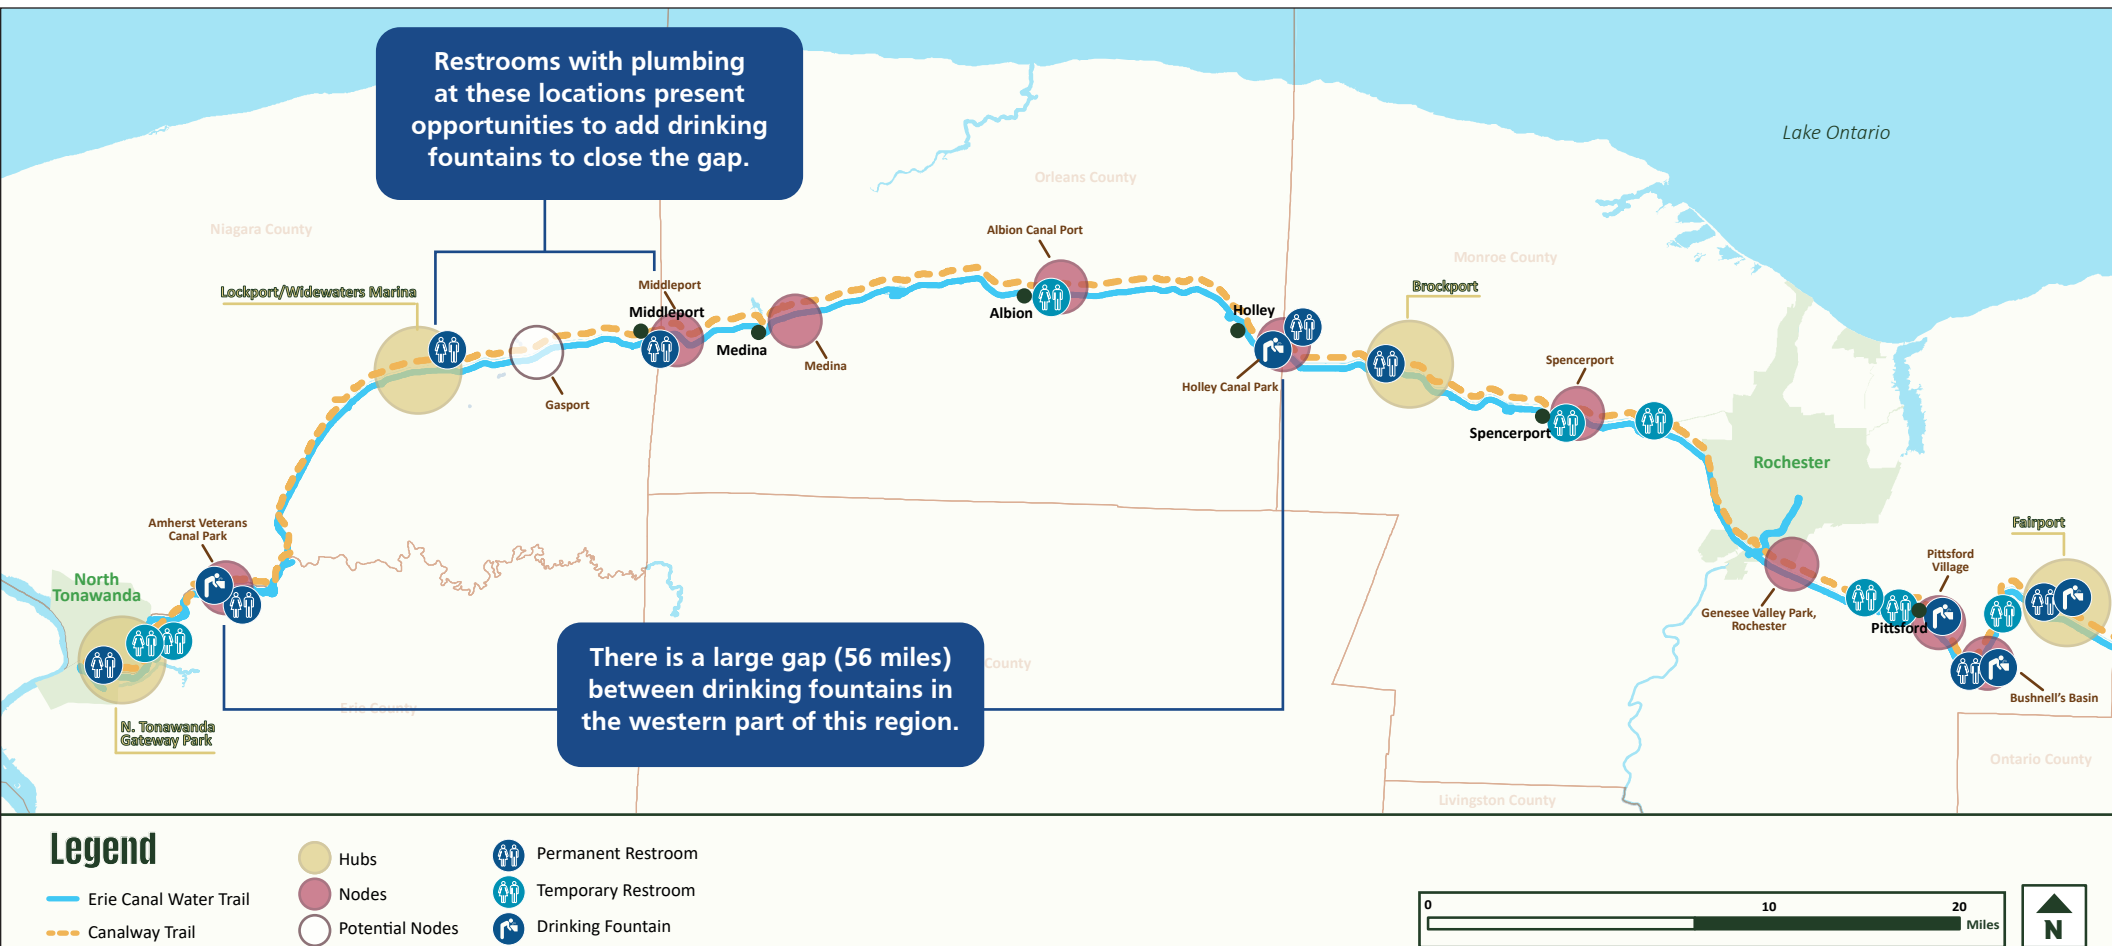 Restrooms with plumbing
at these locations present
opportunities to add drinking
fountains to close the gap.
Lake Ontario
Orleans County
Niagara County
Albion Canal Port
Monroe County
Lockport/Widewaters Marina
Middleport
Brockport
Middleport
Albion
Holley
Medina
Medina
Gasport
Holley Canal Park
Spencerport
Spencerport
Rochester
Amherst Veterans
Canal Park
Fairport
North
Tonawanda
Pittsford
Village
Genesee Valley Park,
Rochester
Pittsford
There is a large gap (56 miles)
between drinking fountains in
the western part of this region.
County
Erie County
Bushnell's Basin
N. Tonawanda
Gateway Park
Ontario County
Livingston County
Legend
Erie Canal Water Trail
Canalway Trail
Hubs
Nodes
Potential Nodes
Permanent Restroom
Temporary Restroom
Drinking Fountain
0 10 20
Miles
N